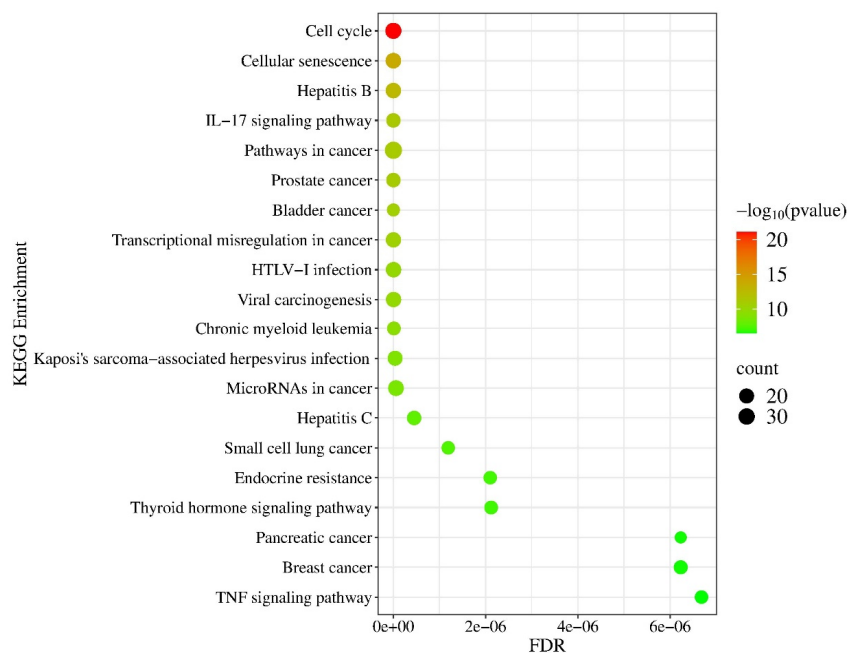 Cell cycle
Cellular senescence
Hepatitis B
IL−17 signaling pathway
Pathways in cancer
Prostate cancer
Bladder cancer
Transcriptional misregulation in cancer
HTLV−I infection
Viral carcinogenesis
Chronic myeloid leukemia
Kaposi's sarcoma−associated herpesvirus infection
MicroRNAs in cancer
Hepatitis C
Small cell lung cancer
Endocrine resistance
Thyroid hormone signaling pathway
Pancreatic cancer
Breast cancer
TNF signaling pathway
KEGG Enrichment
0e+00 2e−06 4e−06 6e−06
FDR
−log₁₀(pvalue)
20
15
10
count
20
30